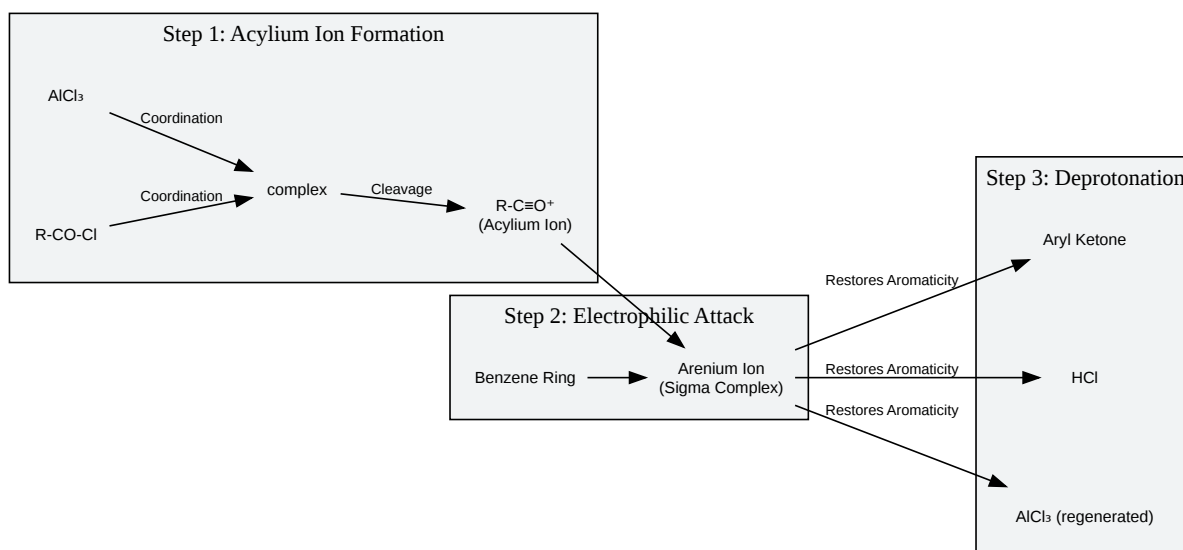 Step 1: Acylium Ion Formation
AlCl₃
Coordination
Coordination
R-CO-Cl
complex
Cleavage
R-C≡O⁺
(Acylium Ion)
Step 2: Electrophilic Attack
Benzene Ring
Arenium Ion
(Sigma Complex)
Restores Aromaticity
Restores Aromaticity
Restores Aromaticity
Step 3: Deprotonation
Aryl Ketone
HCl
AlCl₃ (regenerated)